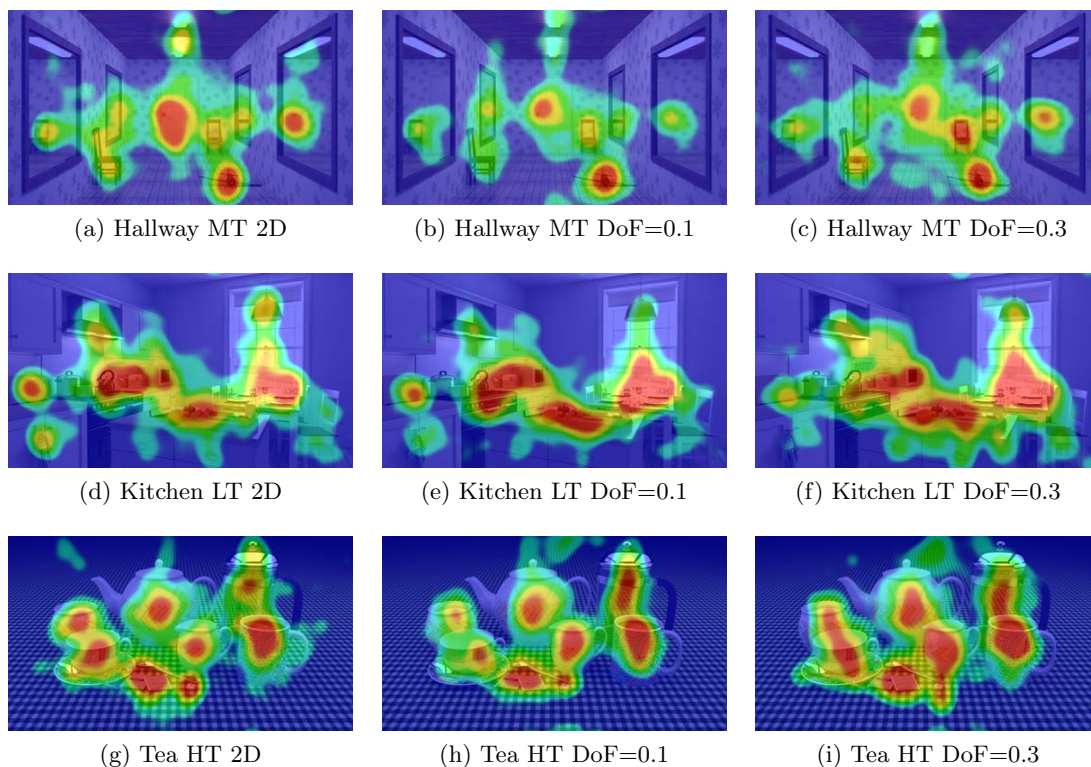 (a) Hallway MT 2D
(b) Hallway MT DoF=0.1
(c) Hallway MT DoF=0.3
(d) Kitchen LT 2D
(e) Kitchen LT DoF=0.1
(f) Kitchen LT DoF=0.3
(g) Tea HT 2D
(h) Tea HT DoF=0.1
(i) Tea HT DoF=0.3